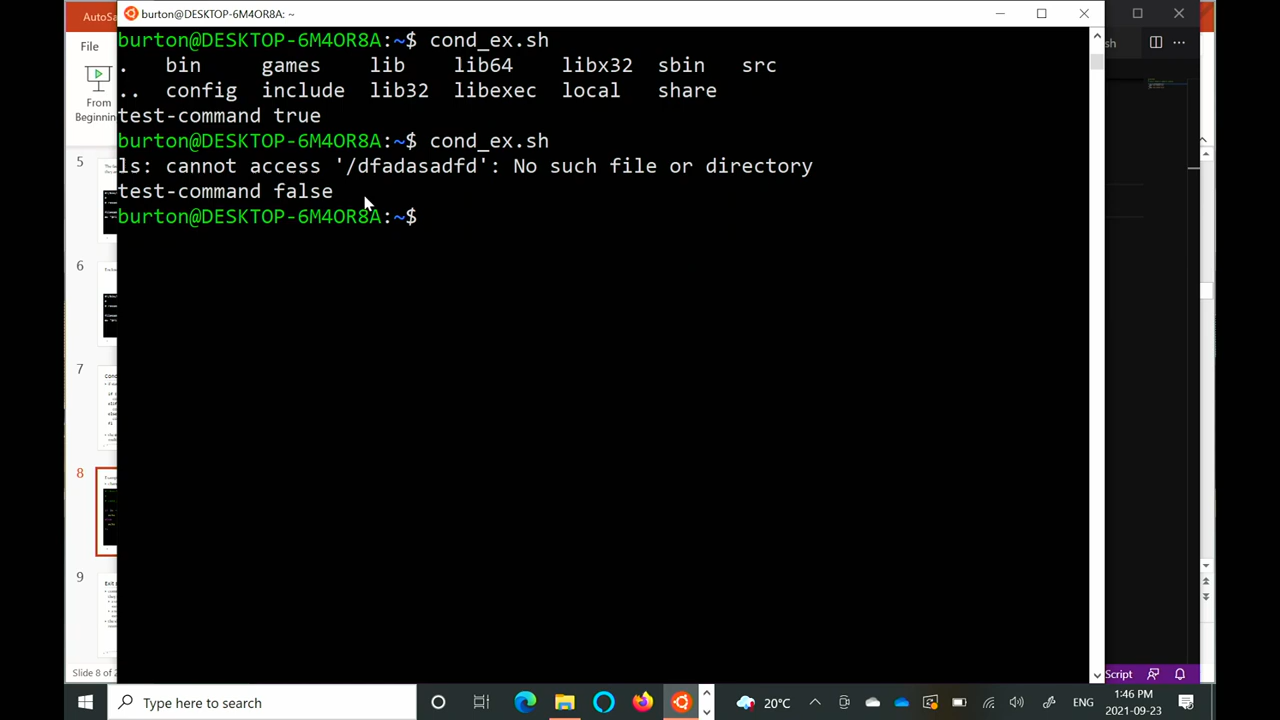 AutoSa
burton@DESKTOP-6M4OR8A: ~
File
From
Beginnin
burton@DESKTOP-6M4OR8A:~$ cond_ex.sh
. bin games lib lib64 libx32 sbin src
.. config include lib32 libexec local share
test-command true
burton@DESKTOP-6M4OR8A:~$ cond_ex.sh
ls: cannot access '/dfadasadfd': No such file or directory
test-command false
burton@DESKTOP-6M4OR8A:~$
sh
5
6
7
8
9
Slide 8 of 2
Script
Type here to search
20°C
ENG
1:46 PM
2021-09-23